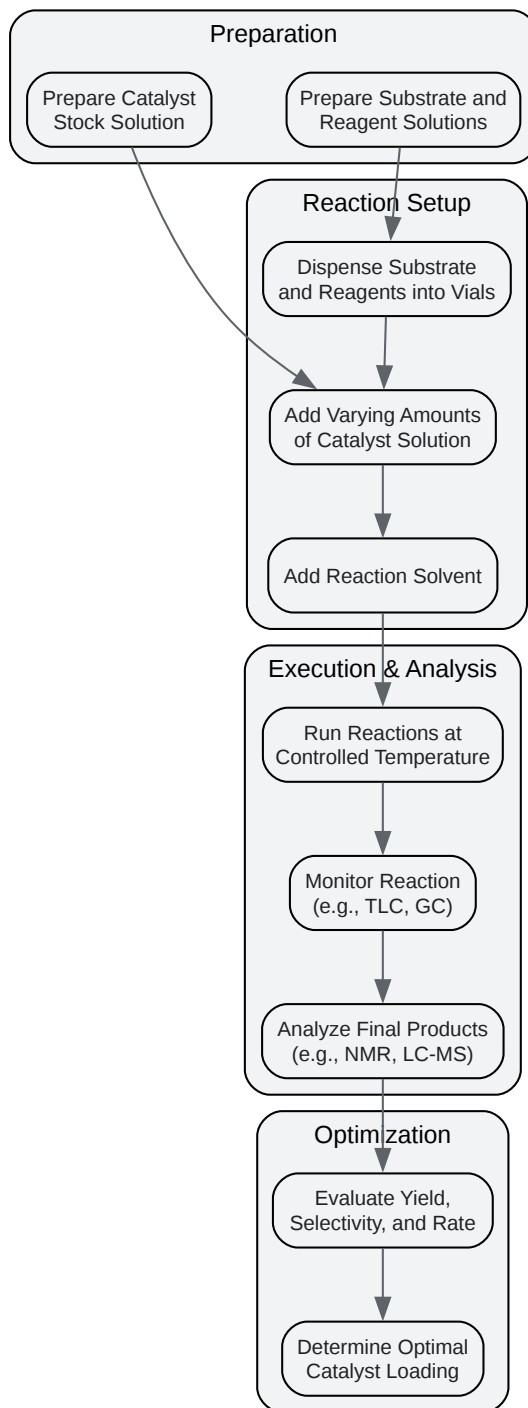 Preparation
Prepare Catalyst
Stock Solution
Prepare Substrate and
Reagent Solutions
Reaction Setup
Dispense Substrate
and Reagents into Vials
Add Varying Amounts
of Catalyst Solution
Add Reaction Solvent
Execution & Analysis
Run Reactions at
Controlled Temperature
Monitor Reaction
(e.g., TLC, GC)
Analyze Final Products
(e.g., NMR, LC-MS)
Optimization
Evaluate Yield,
Selectivity, and Rate
Determine Optimal
Catalyst Loading